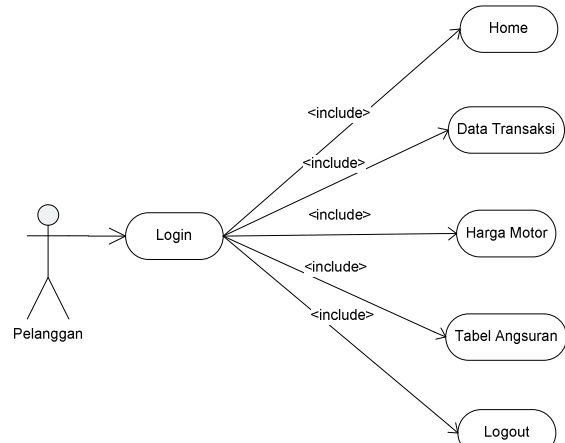 Home
<include>
Data Transaksi
<include>
Login
<include>
Harga Motor
<include>
Tabel Angsuran
<include>
Pelanggan
Logout